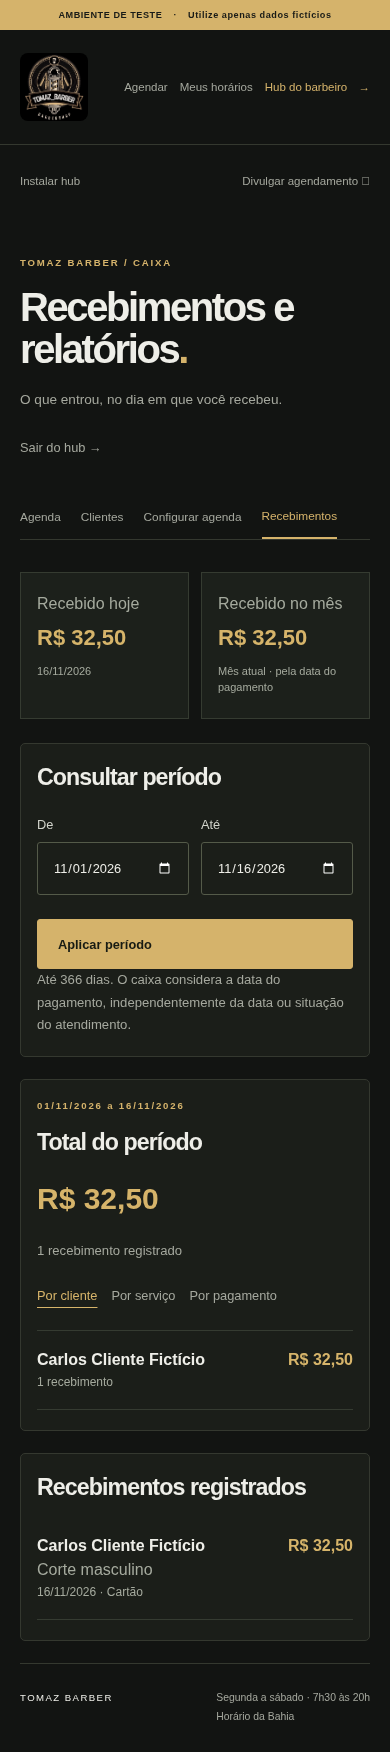 AMBIENTE DE TESTE · Utilize apenas dados fictícios
TOMAZ_BARBER
BARBERSHOP
Agendar Meus horários Hub do barbeiro →
Instalar hub Divulgar agendamento
TOMAZ BARBER / CAIXA
Recebimentos e
relatórios.
O que entrou, no dia em que você recebeu.
Sair do hub →
Agenda Clientes Configurar agenda Recebimentos
Recebido hoje
R$ 32,50
16/11/2026
Recebido no mês
R$ 32,50
Mês atual · pela data do
pagamento
Consultar período
De Até
11/01/2026 11/16/2026
Aplicar período
Até 366 dias. O caixa considera a data do
pagamento, independentemente da data ou situação
do atendimento.
01/11/2026 a 16/11/2026
Total do período
R$ 32,50
1 recebimento registrado
Por cliente Por serviço Por pagamento
Carlos Cliente Fictício R$ 32,50
1 recebimento
Recebimentos registrados
Carlos Cliente Fictício R$ 32,50
Corte masculino
16/11/2026 · Cartão
TOMAZ BARBER
Segunda a sábado · 7h30 às 20h
Horário da Bahia